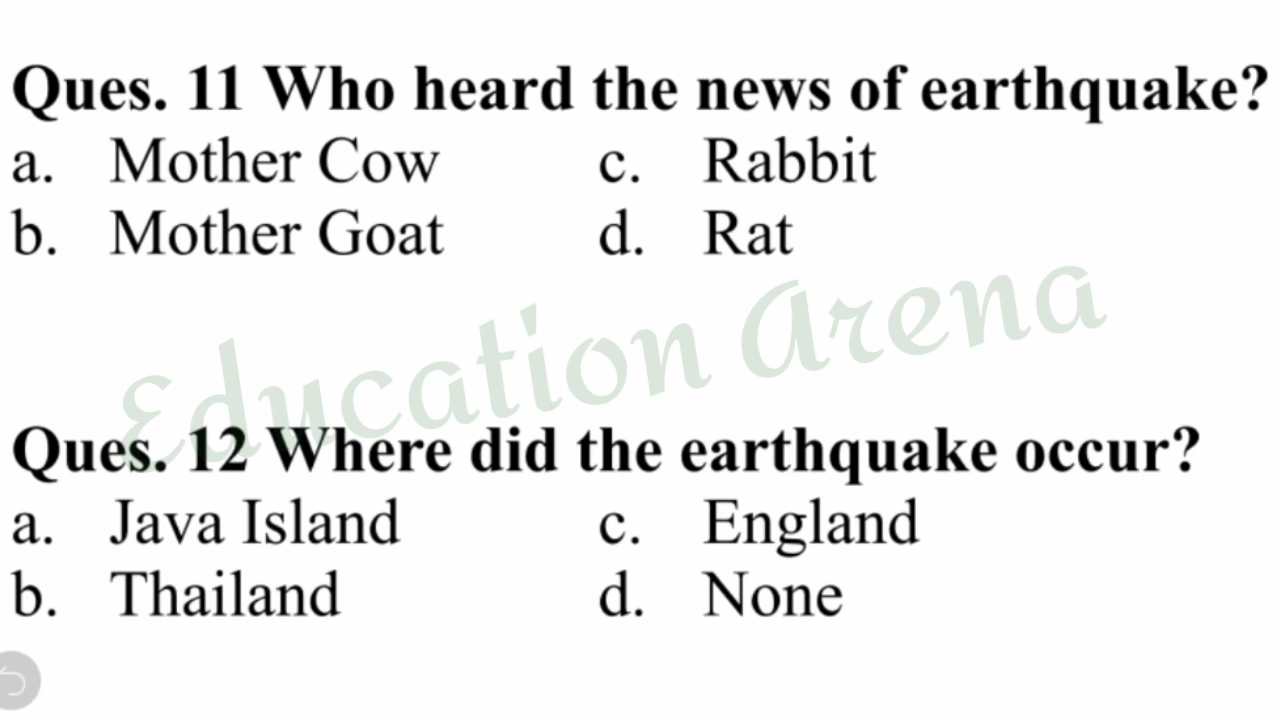 Ques. 11 Who heard the news of earthquake?
a. Mother Cow c. Rabbit
b. Mother Goat d. Rat
Education Arena
Ques. 12 Where did the earthquake occur?
a. Java Island c. England
b. Thailand d. None